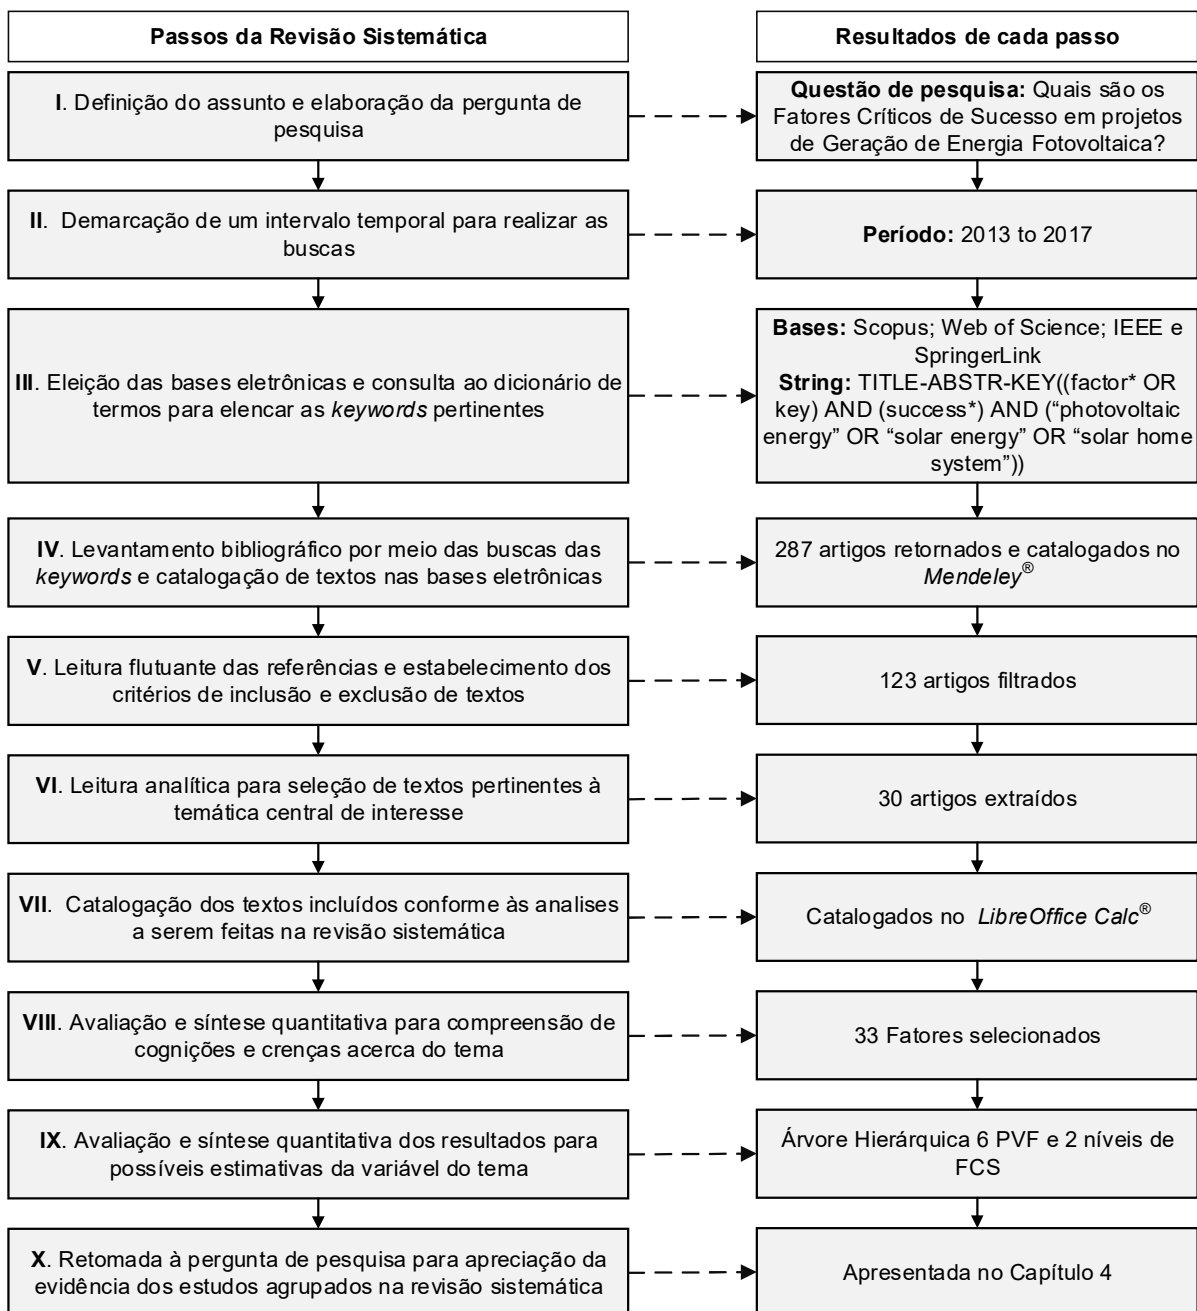 Passos da Revisão Sistemática
Resultados de cada passo
I. Definição do assunto e elaboração da pergunta de
pesquisa
Questão de pesquisa: Quais são os
Fatores Críticos de Sucesso em projetos
de Geração de Energia Fotovoltaica?
II. Demarcação de um intervalo temporal para realizar as
buscas
Período: 2013 to 2017
III. Eleição das bases eletrônicas e consulta ao dicionário de
termos para elencar as keywords pertinentes
Bases: Scopus; Web of Science; IEEE e
SpringerLink
String: TITLE-ABSTR-KEY((factor* OR
key) AND (success*) AND (“photovoltaic
energy” OR “solar energy” OR “solar home
system”))
IV. Levantamento bibliográfico por meio das buscas das
keywords e catalogação de textos nas bases eletrônicas
287 artigos retornados e catalogados no
Mendeley®
V. Leitura flutuante das referências e estabelecimento dos
critérios de inclusão e exclusão de textos
123 artigos filtrados
VI. Leitura analítica para seleção de textos pertinentes à
temática central de interesse
30 artigos extraídos
VII. Catalogação dos textos incluídos conforme às analises
a serem feitas na revisão sistemática
Catalogados no LibreOffice Calc®
VIII. Avaliação e síntese quantitativa para compreensão de
cognições e crenças acerca do tema
33 Fatores selecionados
IX. Avaliação e síntese quantitativa dos resultados para
possíveis estimativas da variável do tema
Árvore Hierárquica 6 PVF e 2 níveis de
FCS
X. Retomada à pergunta de pesquisa para apreciação da
evidência dos estudos agrupados na revisão sistemática
Apresentada no Capítulo 4